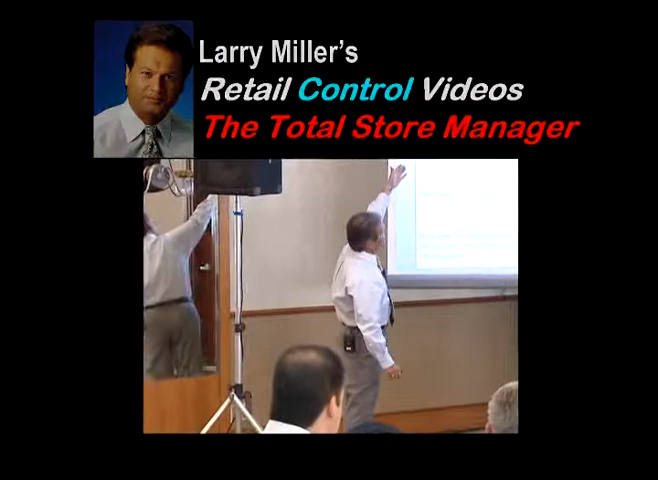 Larry Miller's
Retail Control Videos
The Total Store Manager